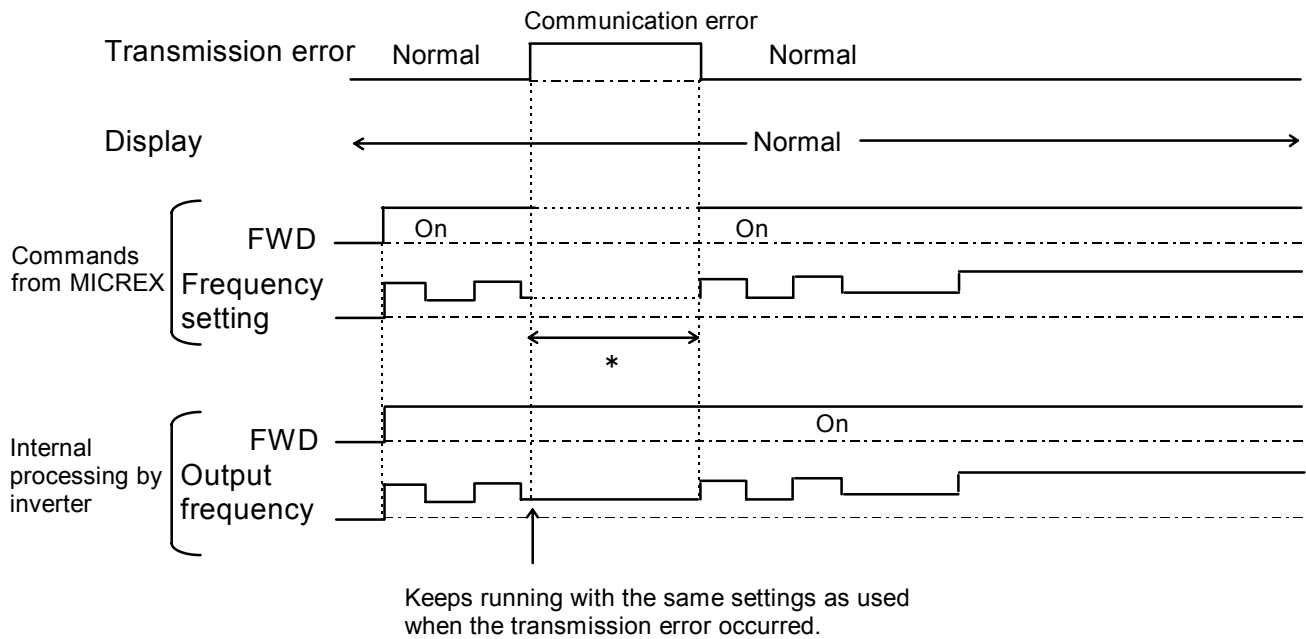 Communication error
Transmission error
Normal
Normal
Display
Normal
Commands
from MICREX
FWD
On
On
Frequency
setting
*
Internal
processing by
inverter
FWD
On
Output
frequency
Keeps running with the same settings as used
when the transmission error occurred.